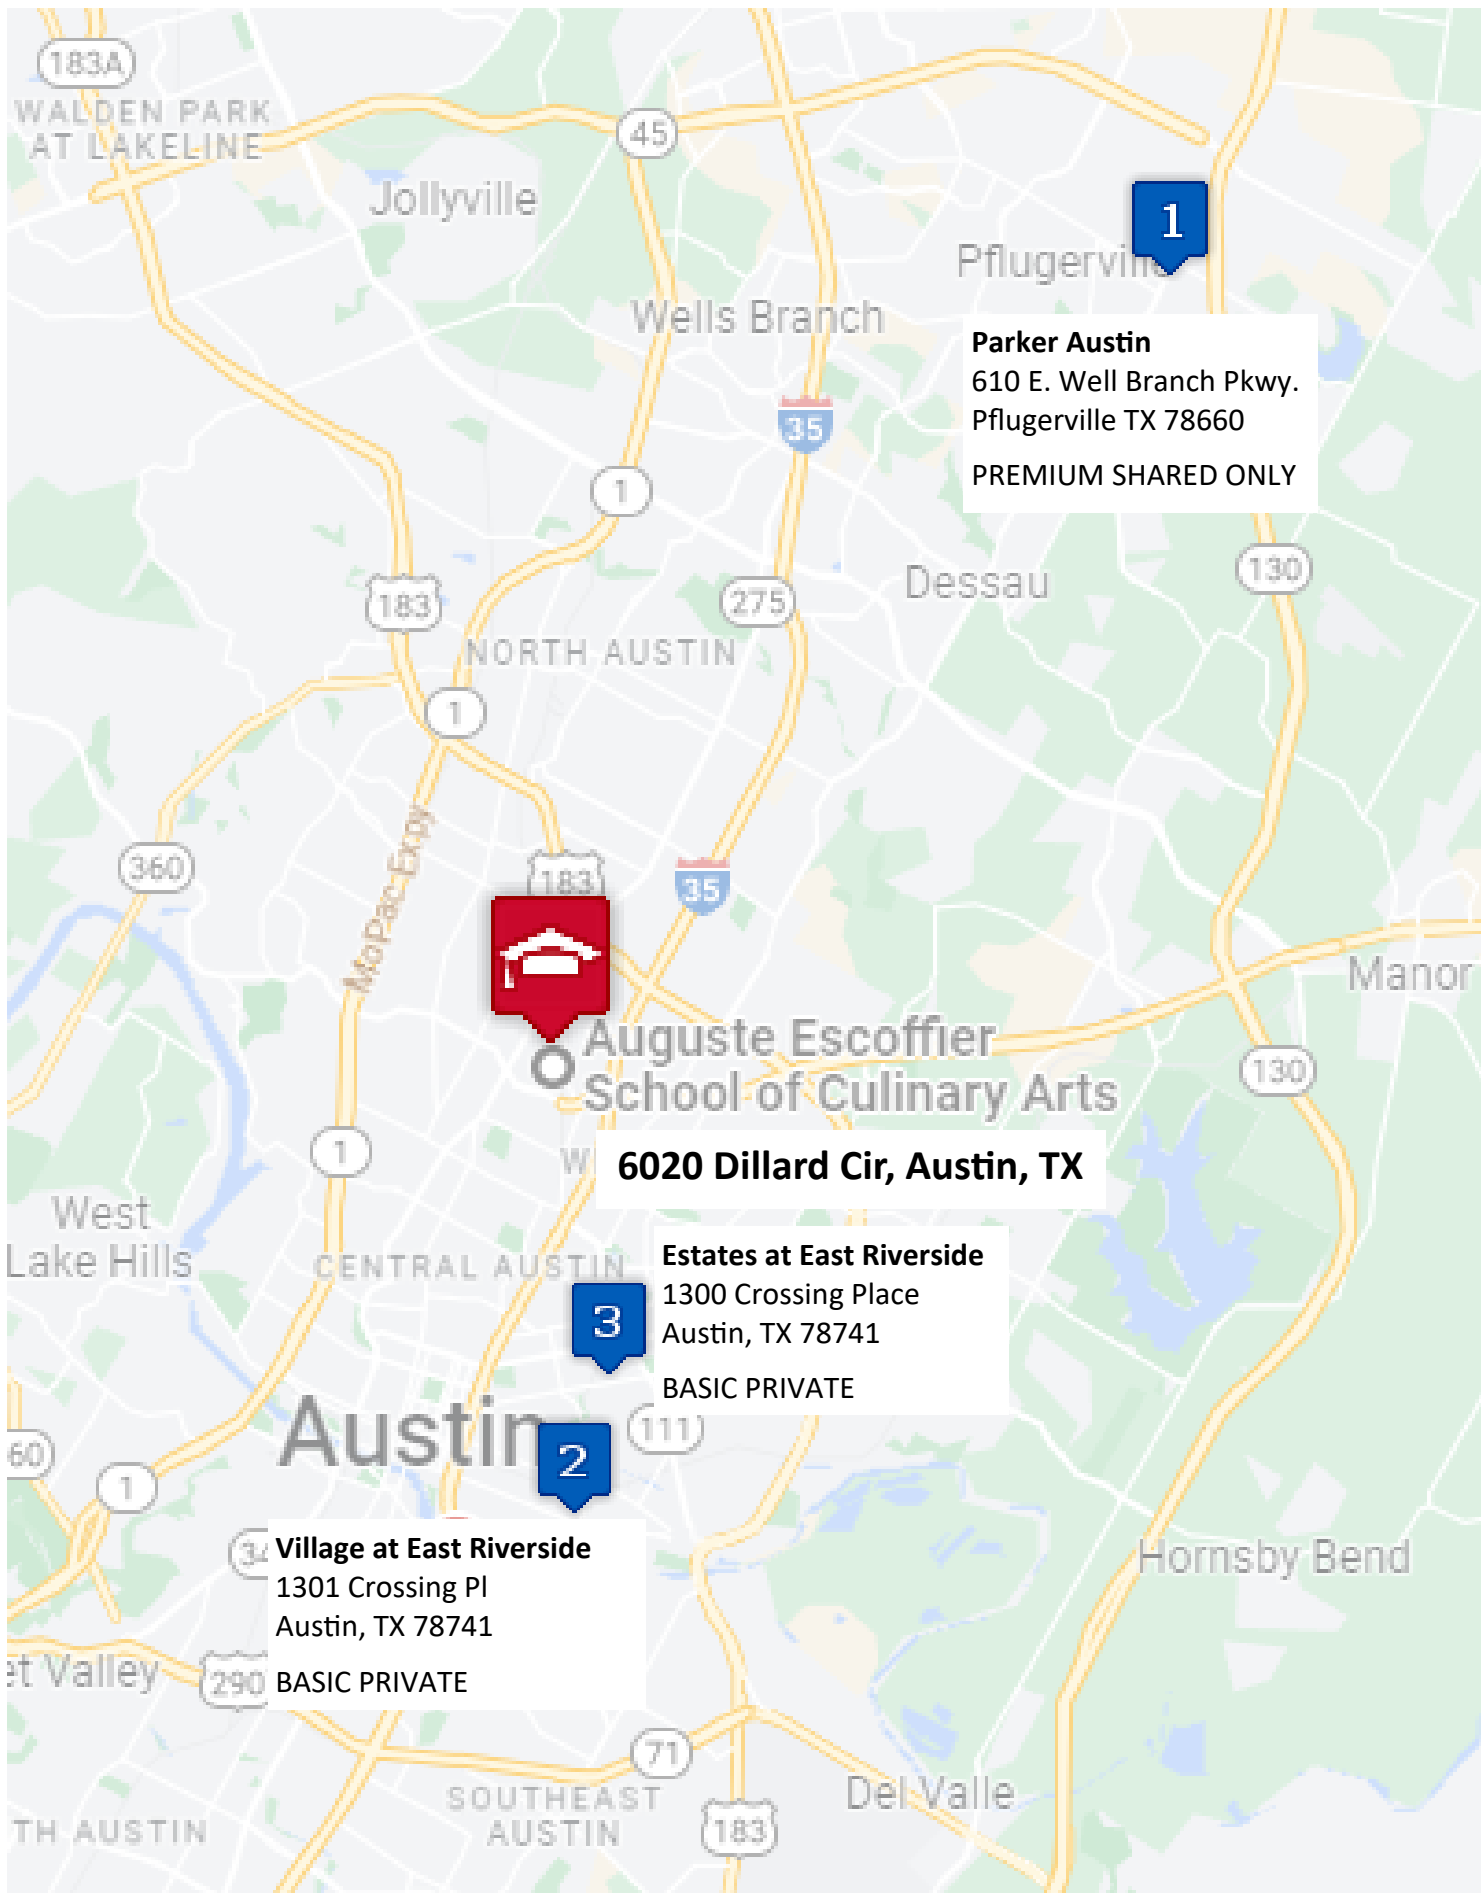 183A
WALDEN PARK
AT LAKELINE
45
Jollyville
1
Pflugerville
Wells Branch
Parker Austin
610 E. Well Branch Pkwy.
Pflugerville TX 78660
PREMIUM SHARED ONLY
35
1
130
Dessau
183
275
NORTH AUSTIN
1
MoPac Expy
360
183
35
Manor
Auguste Escoffier
School of Culinary Arts
130
1
W
6020 Dillard Cir, Austin, TX
West
Lake Hills
CENTRAL AUSTIN
Estates at East Riverside
1300 Crossing Place
Austin, TX 78741
BASIC PRIVATE
3
Austin
111
2
60
1
34
Village at East Riverside
1301 Crossing Pl
Austin, TX 78741
BASIC PRIVATE
Hornsby Bend
et Valley
290
71
SOUTHEAST
AUSTIN
Del Valle
TH AUSTIN
183